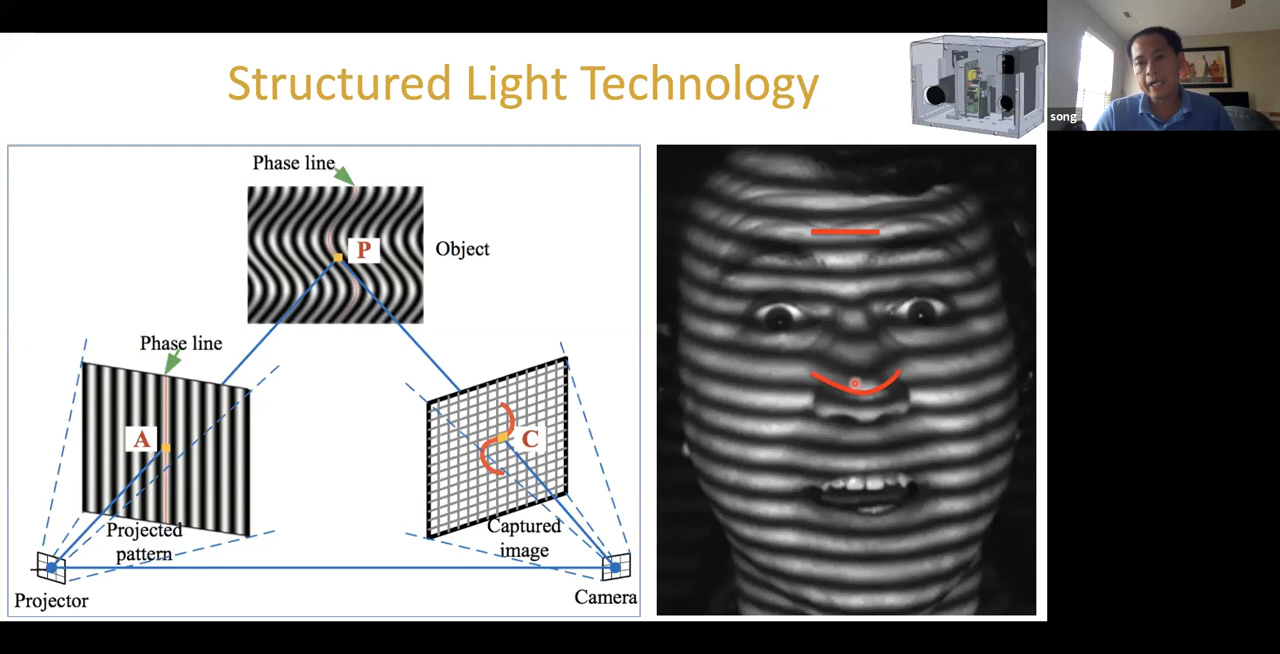 Structured Light Technology
song
Phase line
P
Object
Phase line
A
C
Projected
pattern
Captured
image
Projector
Camera